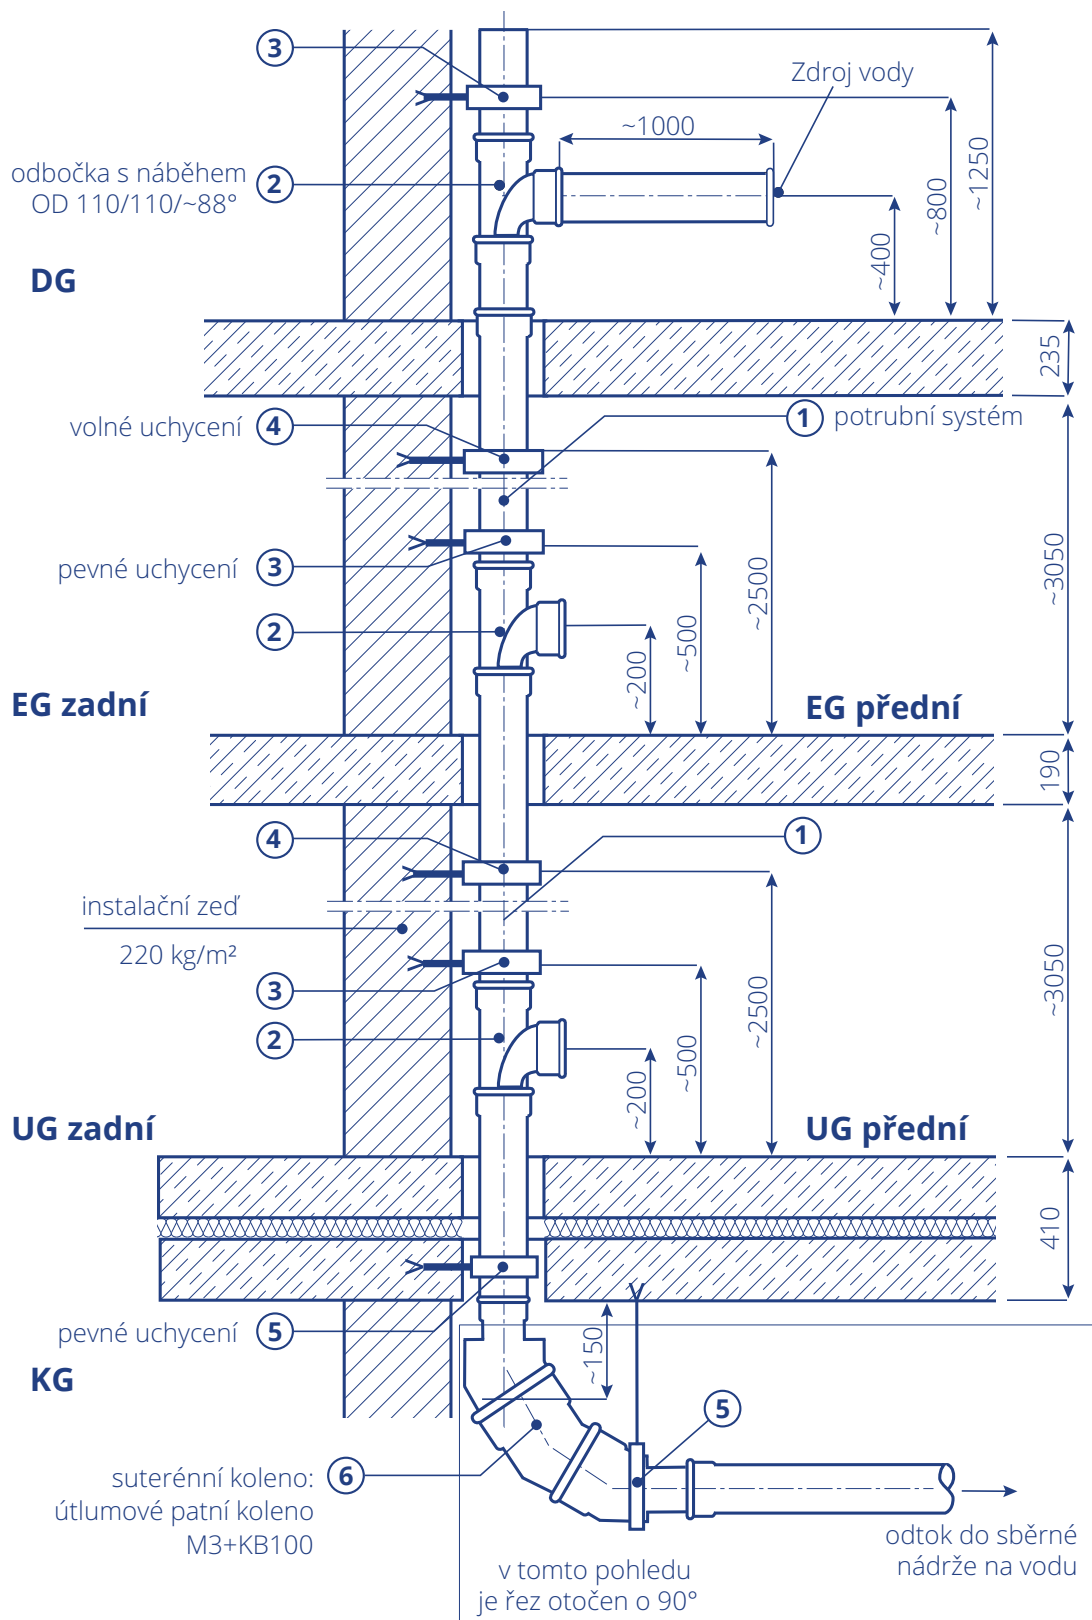 3
Zdroj vody
~1000
odbočka s náběhem
OD 110/110/~88°
2
~400
~800
~1250
DG
235
volné uchycení
4
1
potrubní systém
pevné uchycení
3
2
~200
~500
~2500
~3050
EG zadní
EG přední
190
4
1
instalační zeď
220 kg/m²
3
2
~200
~500
~2500
~3050
UG zadní
UG přední
410
pevné uchycení
5
~150
KG
5
suterénní koleno:
útlumové patní koleno
M3+KB100
6
odtok do sběrné
nádrže na vodu
v tomto pohledu
je řez otočen o 90°